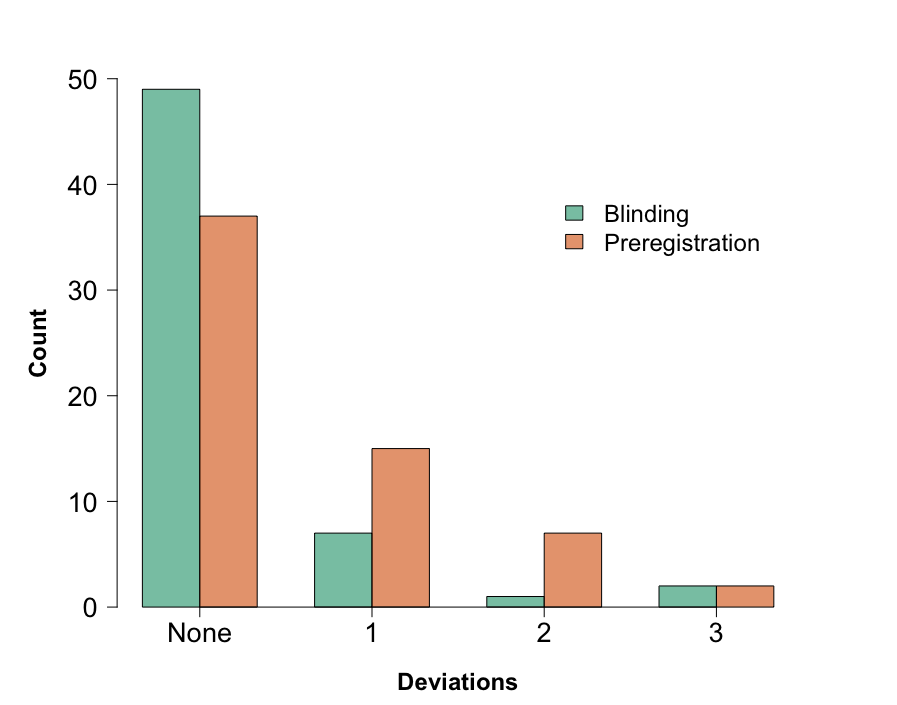 50
40
30
20
10
0
Count
Blinding
Preregistration
None 1 2 3
Deviations